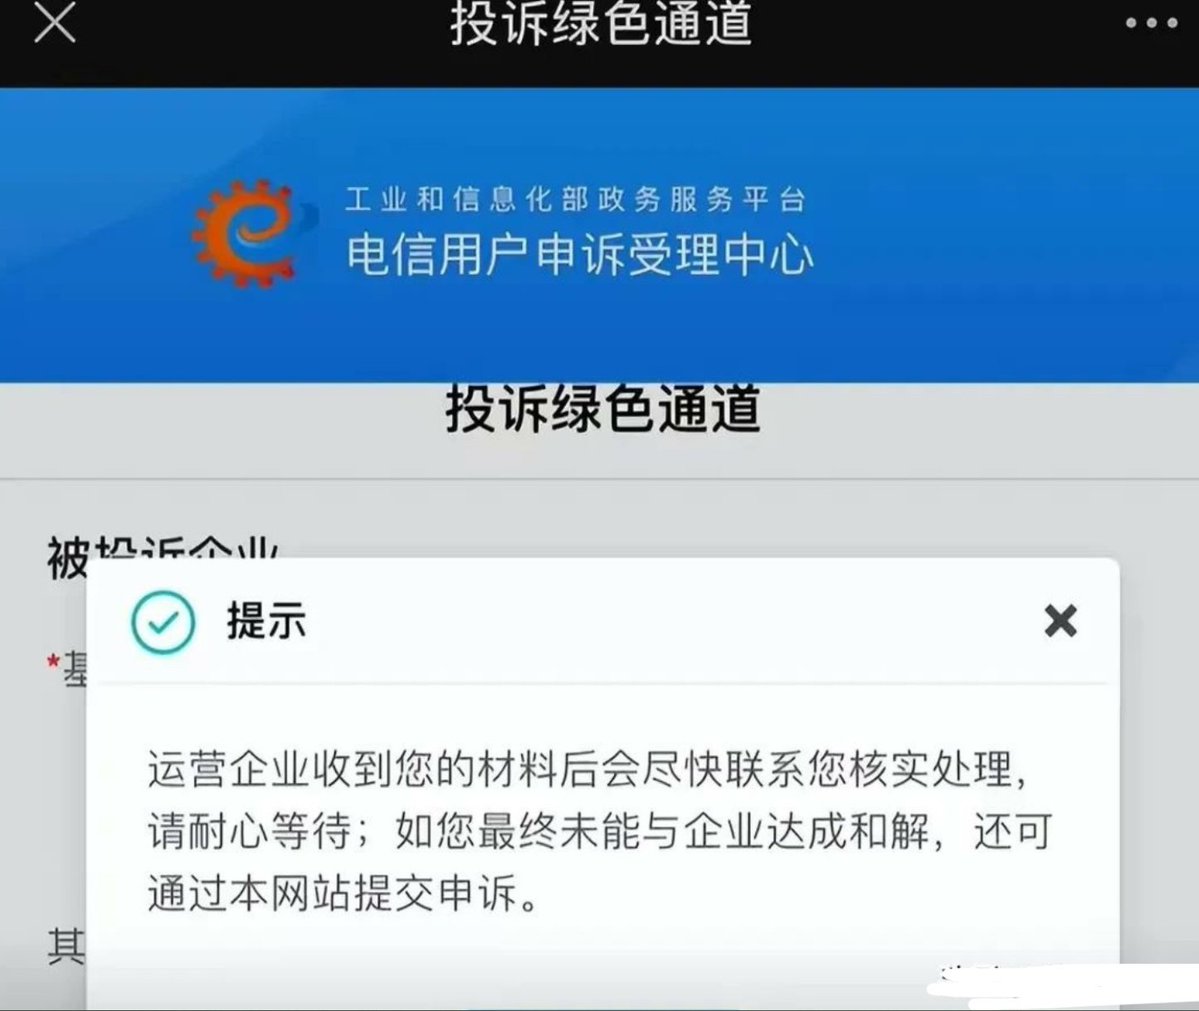 投诉绿色通道
工业和信息化部政务服务平台
电信用户申诉受理中心
投诉绿色通道
被投诉企业
提示
*基
运营企业收到您的材料后会尽快联系您核实处理，
请耐心等待；如您最终未能与企业达成和解，还可
通过本网站提交申诉。
其